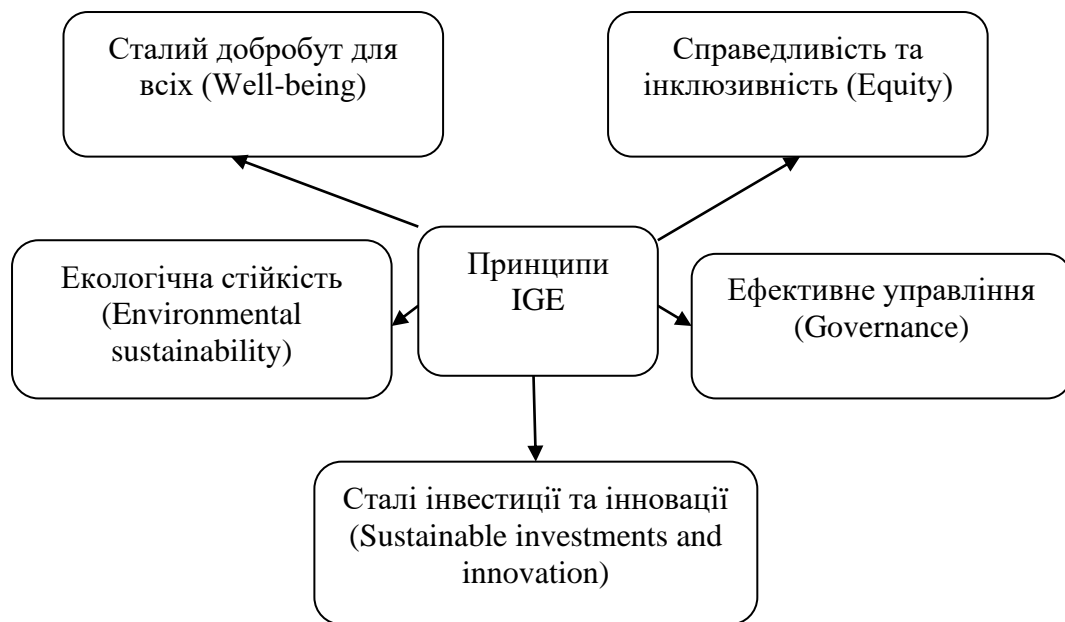 Сталий добробут для
всіх (Well-being)
Справедливість та
інклюзивність (Equity)
Принципи
IGE
Екологічна стійкість
(Environmental
sustainability)
Ефективне управління
(Governance)
Сталі інвестиції та інновації
(Sustainable investments and
innovation)